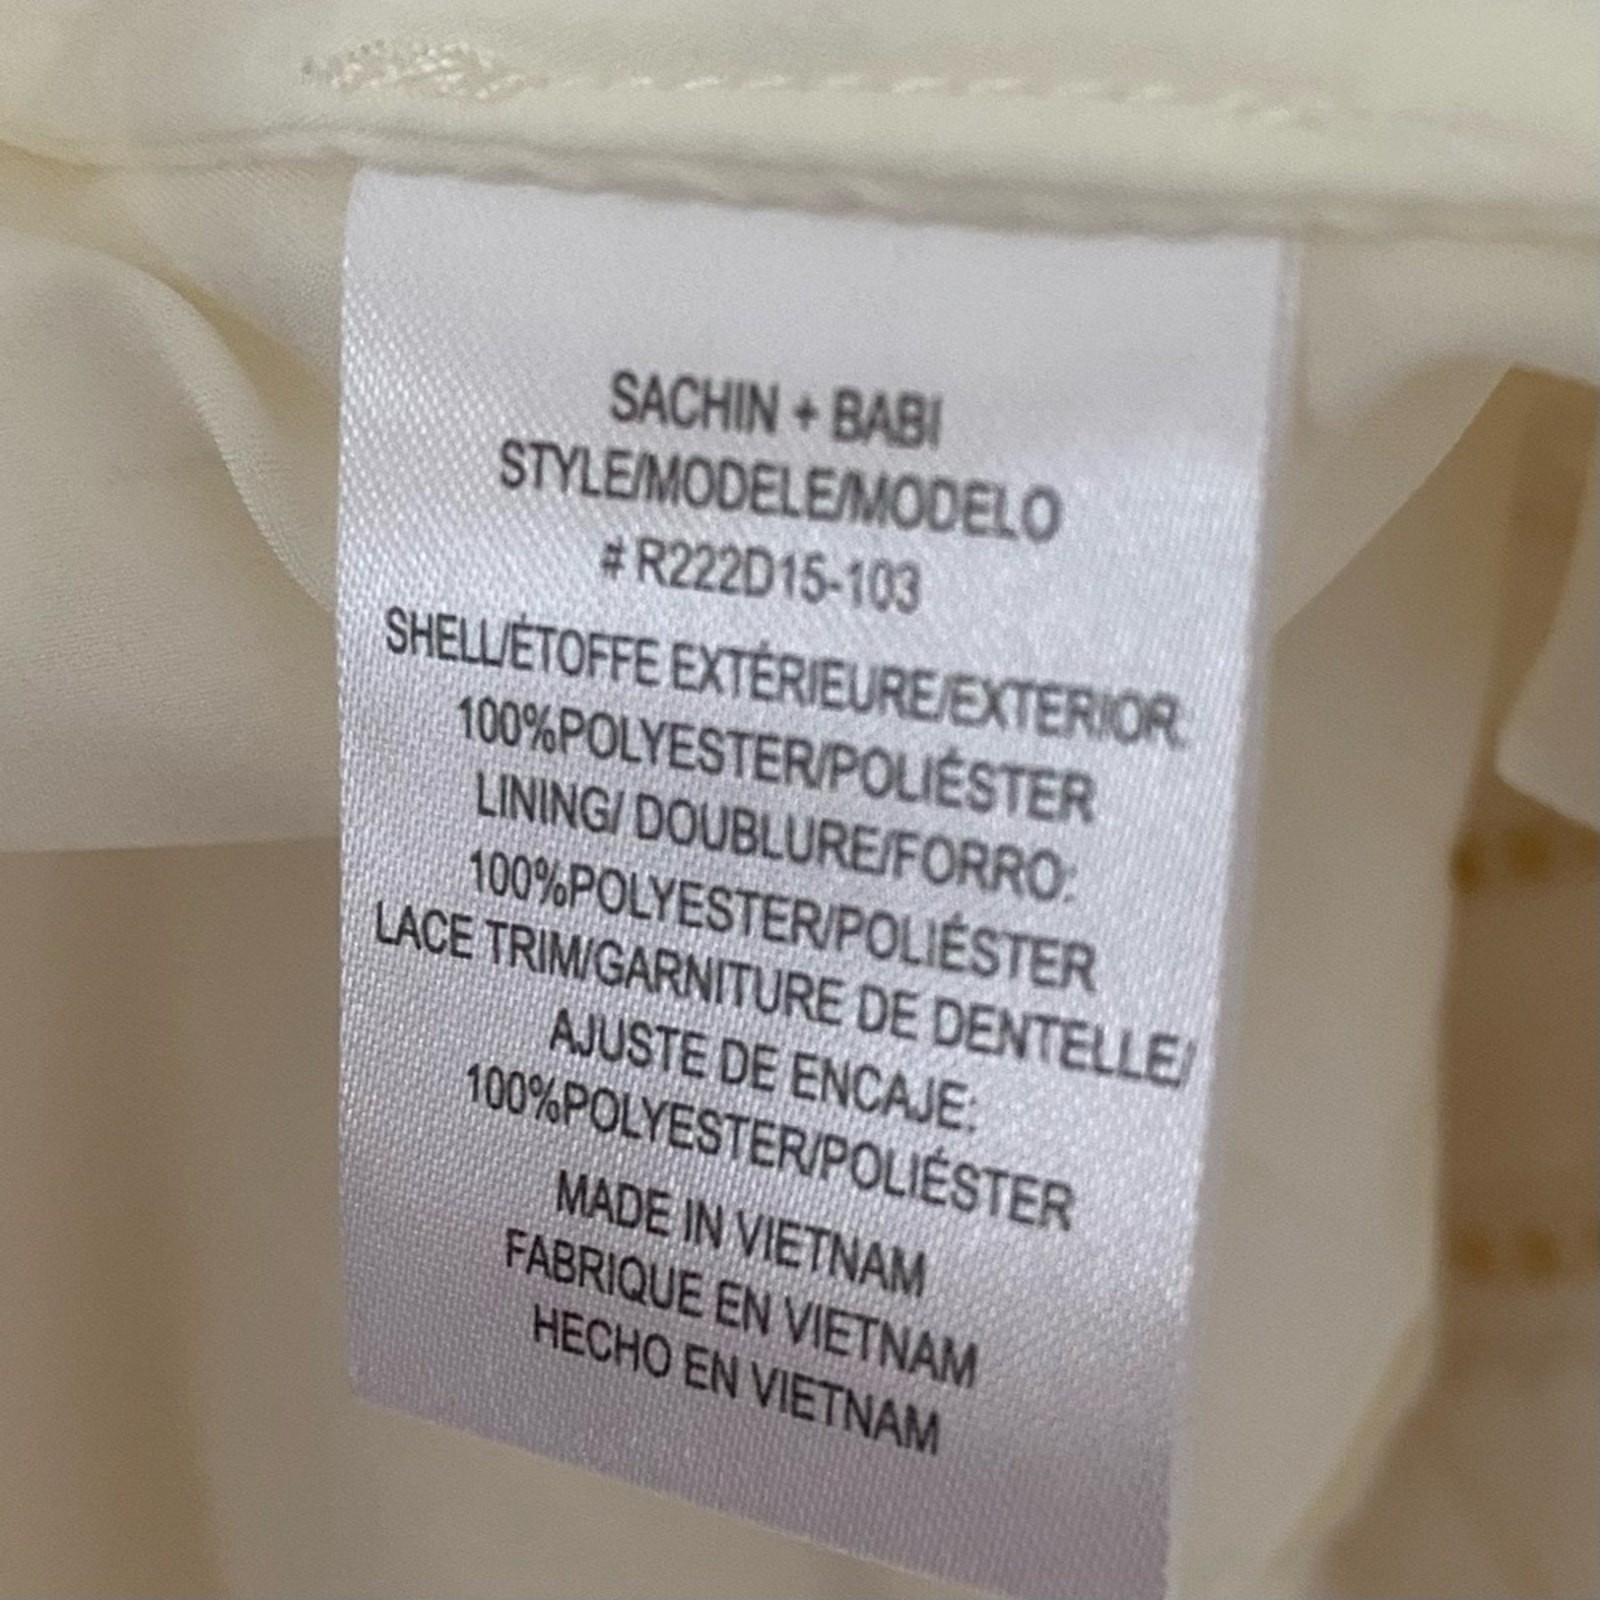 SACHIN + BABI
STYLE/MODELE/MODELO
# R222D15-103
SHELL/ÉTOFFE EXTÉRIEURE/EXTERIOR:
100%POLYESTER/POLIÉSTER
LINING/ DOUBLURE/FORRO:
100%POLYESTER/POLIÉSTER
LACE TRIM/GARNITURE DE DENTELLE/
AJUSTE DE ENCAJE:
100%POLYESTER/POLIÉSTER
MADE IN VIETNAM
FABRIQUE EN VIETNAM
HECHO EN VIETNAM